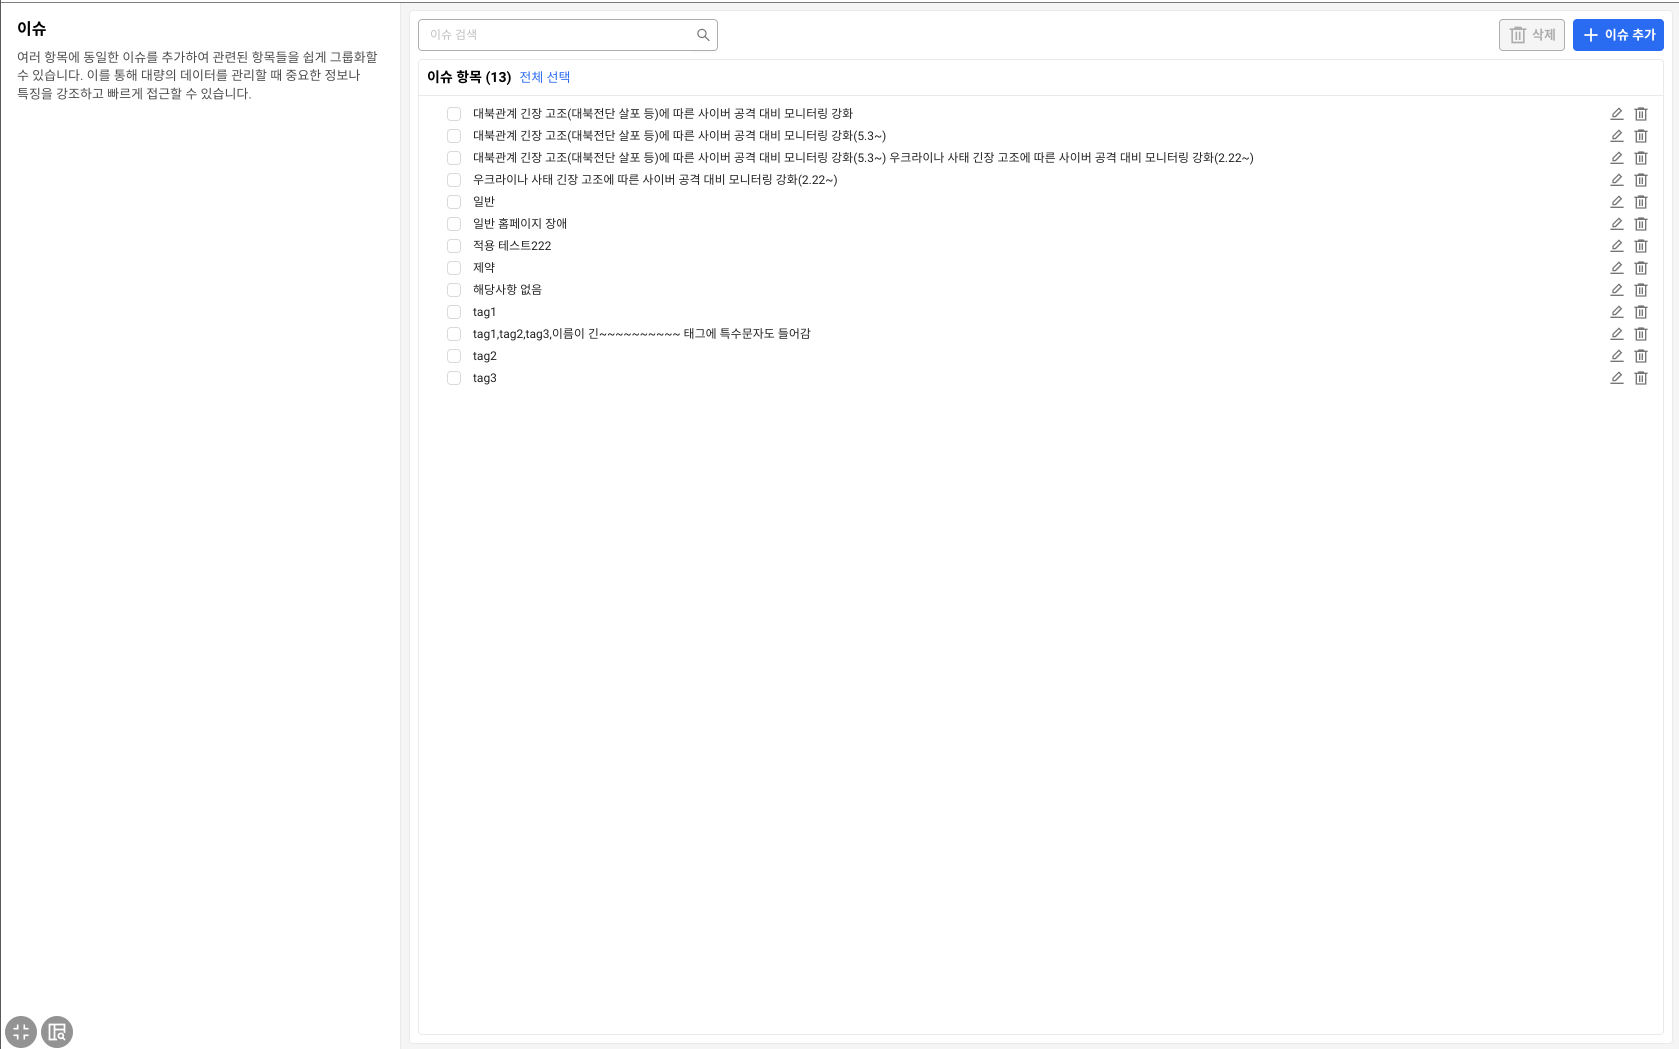 이슈
여러 항목에 동일한 이슈를 추가하여 관련된 항목들을 쉽게 그룹화할
수 있습니다. 이를 통해 대량의 데이터를 관리할 때 중요한 정보나
특징을 강조하고 빠르게 접근할 수 있습니다.
이슈 검색
삭제
이슈 추가
이슈 항목 (13) 전체 선택
대북관계 긴장 고조(대북전단 살포 등)에 따른 사이버 공격 대비 모니터링 강화
대북관계 긴장 고조(대북전단 살포 등)에 따른 사이버 공격 대비 모니터링 강화(5.3~)
대북관계 긴장 고조(대북전단 살포 등)에 따른 사이버 공격 대비 모니터링 강화(5.3~) 우크라이나 사태 긴장 고조에 따른 사이버 공격 대비 모니터링 강화(2.22~)
우크라이나 사태 긴장 고조에 따른 사이버 공격 대비 모니터링 강화(2.22~)
일반
일반 홈페이지 장애
적용 테스트222
제약
해당사항 없음
tag1
tag1,tag2,tag3,이름이 긴~~~~~~~~~~ 태그에 특수문자도 들어감
tag2
tag3